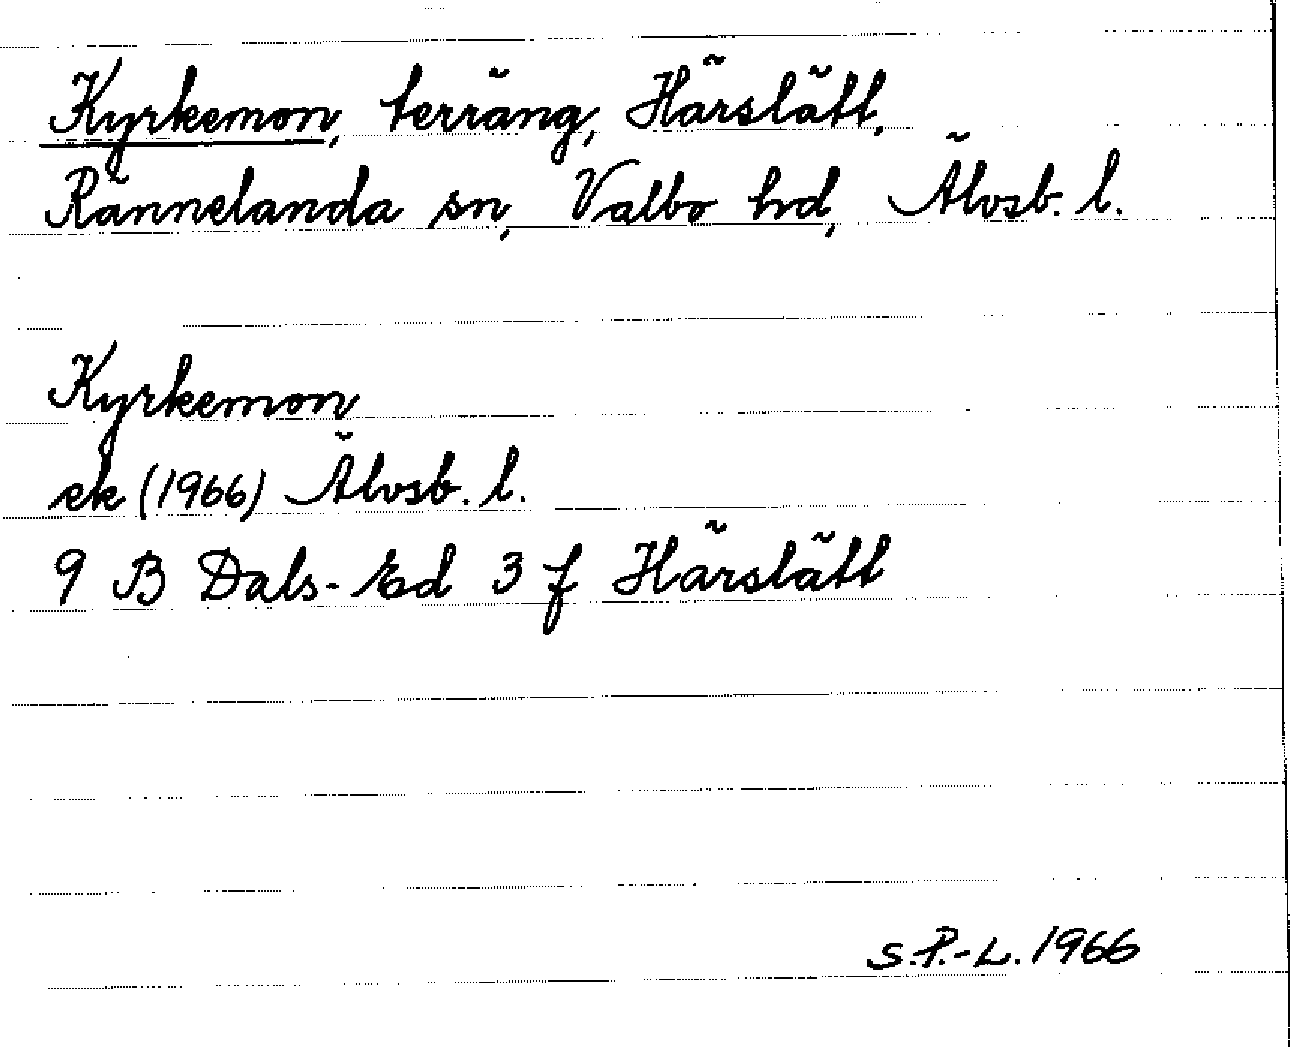 Kyrkemon, terräng, Härslätt,
Rännelanda sn, Valbo hd, Älvsb. l.
Kyrkemon
ek (1966) Älvsb. l.
9 B Dals-Ed 3 f Härslätt
S.P.-L. 1966